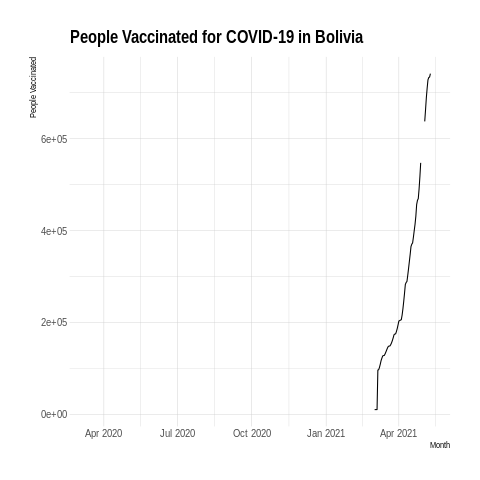 People Vaccinated for COVID-19 in Bolivia
People Vaccinated
6e+05
4e+05
2e+05
0e+00
Apr 2020 Jul 2020 Oct 2020 Jan 2021 Apr 2021
Month